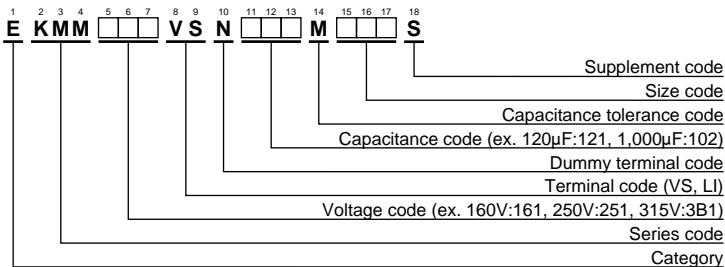 1 2 3 4 5 6 7 8 9 10 11 12 13 14 15 16 17 18
E KMM □□□ VS N □□□ M □□□ S
Supplement code
Size code
Capacitance tolerance code
Capacitance code (ex. 120µF:121, 1,000µF:102)
Dummy terminal code
Terminal code (VS, LI)
Voltage code (ex. 160V:161, 250V:251, 315V:3B1)
Series code
Category